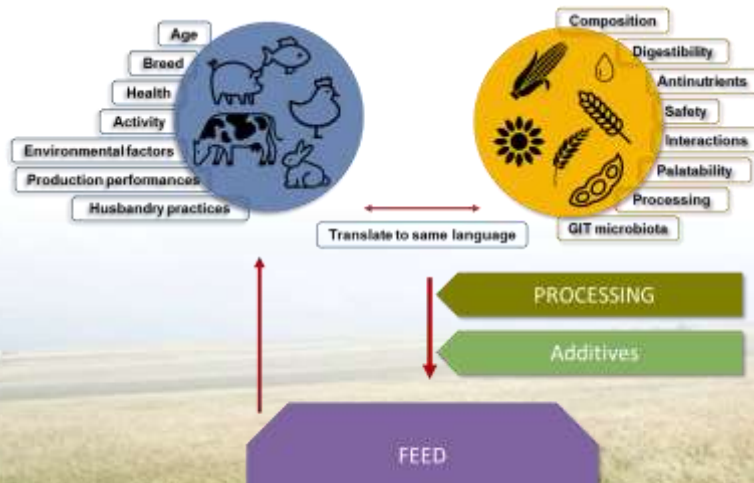 Age
Breed
Health
Activity
Environmental factors
Production performances
Husbandry practices
Composition
Digestibility
Antinutrients
Safety
Interactions
Palatability
Processing
GIT microbiota
Translate to same language
PROCESSING
Additives
FEED